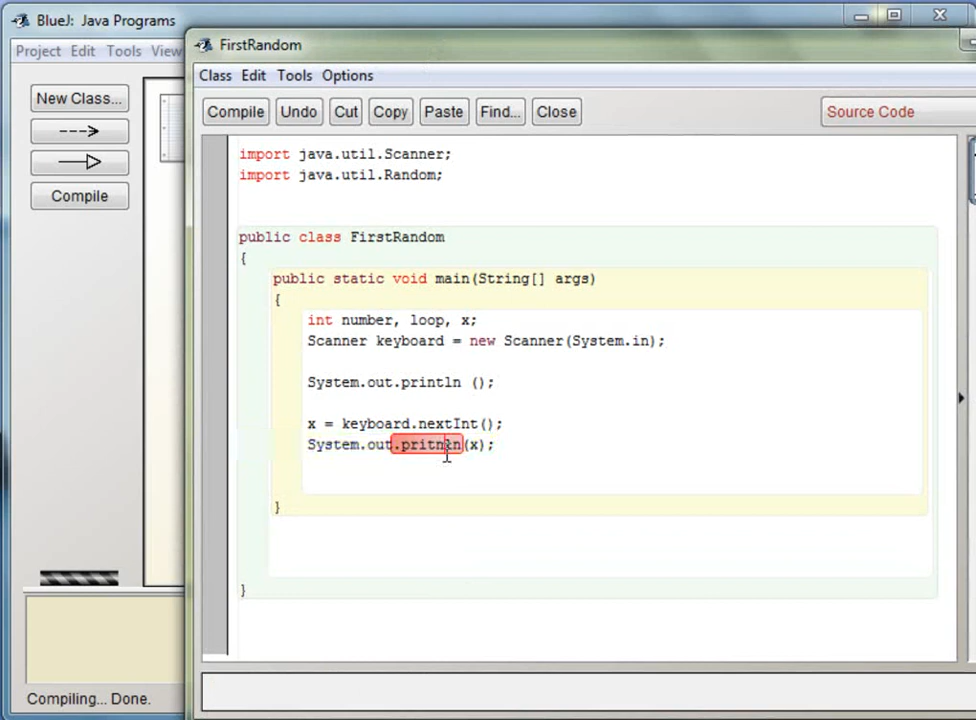 BlueJ: Java Programs
Project Edit Tools View
FirstRandom
Class Edit Tools Options
New Class...
Compile
Compile Undo Cut Copy Paste Find... Close
Source Code
import java.util.Scanner;
import java.util.Random;
public class FirstRandom
{
public static void main(String[] args)
{
int number, loop, x;
Scanner keyboard = new Scanner(System.in);
System.out.println ();
x = keyboard.nextInt();
System.out.pritnln(x);
}
}
Compiling... Done.